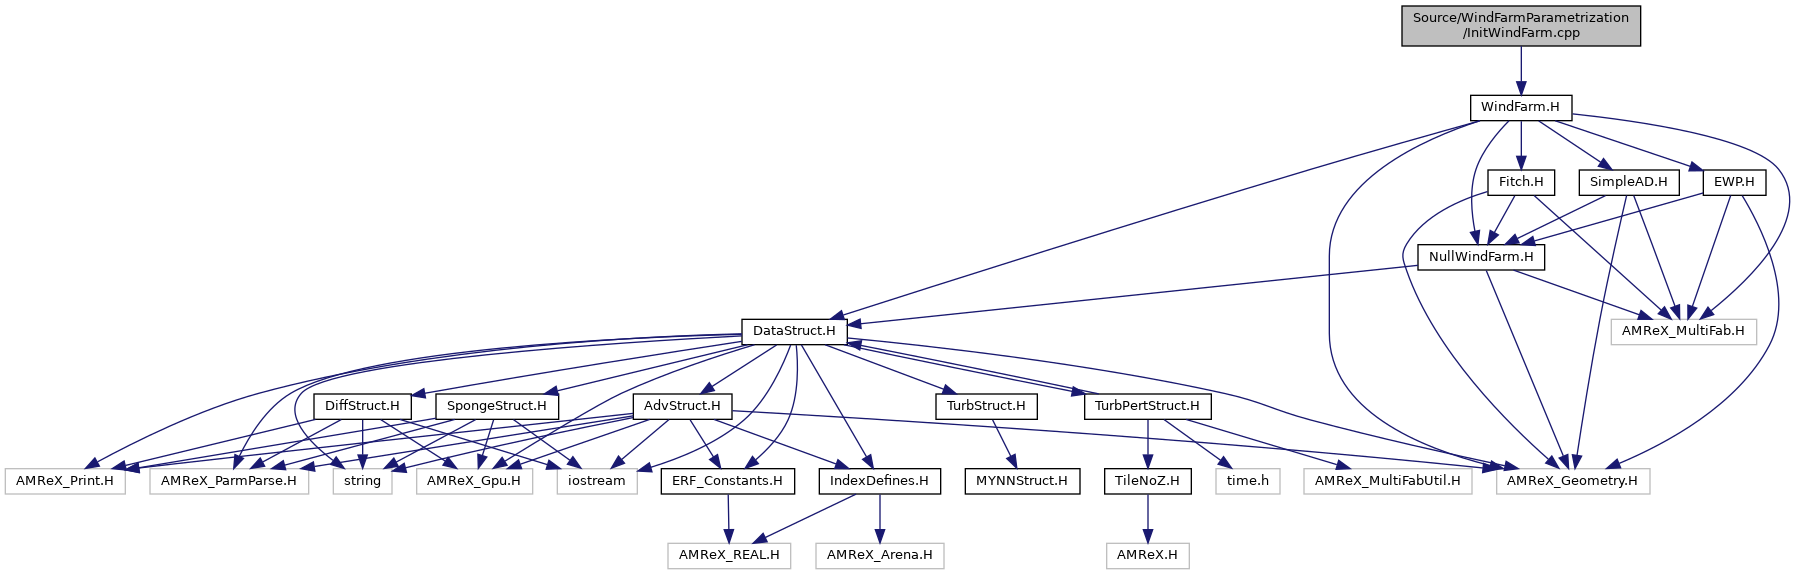 Source/WindFarmParametrization
/InitWindFarm.cpp
WindFarm.H
Fitch.H
SimpleAD.H
EWP.H
NullWindFarm.H
DataStruct.H
AMReX_MultiFab.H
DiffStruct.H
SpongeStruct.H
AdvStruct.H
TurbStruct.H
TurbPertStruct.H
AMReX_Print.H
AMReX_ParmParse.H
string
AMReX_Gpu.H
iostream
ERF_Constants.H
IndexDefines.H
MYNNStruct.H
TileNoZ.H
time.h
AMReX_MultiFabUtil.H
AMReX_Geometry.H
AMReX_REAL.H
AMReX_Arena.H
AMReX.H